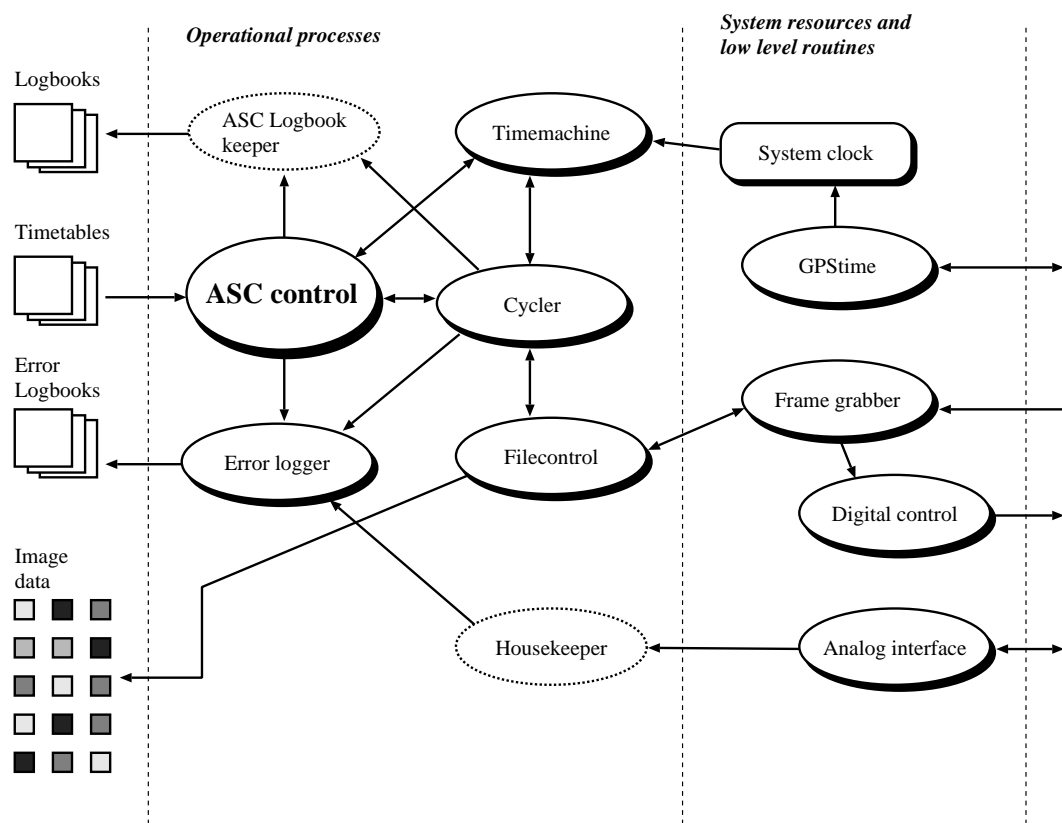 Operational processes
System resources and
low level routines
Logbooks
ASC Logbook
keeper
Timemachine
System clock
Timetables
ASC control
Cycler
GPStime
Error
Logbooks
Frame grabber
Error logger
Filecontrol
Digital control
Image
data
Housekeeper
Analog interface